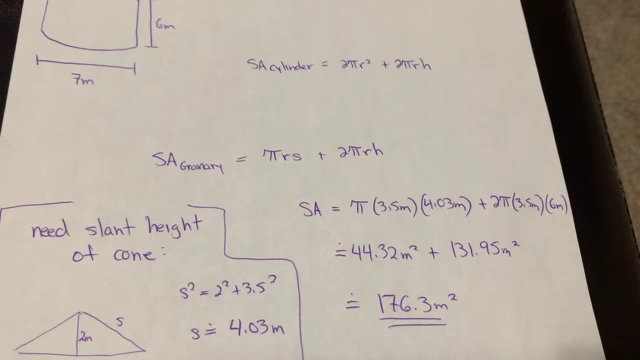 6m
7m
SA cylinder = 2πr² + 2πrh
SA Granary = πrs + 2πrh
need slant height
of cone:
s² = 2² + 3.5²
s ≐ 4.03m
2m
s
SA = π(3.5m)(4.03m) + 2π(3.5m)(6m)
≐ 44.32m² + 131.95m²
≐ 176.3m²